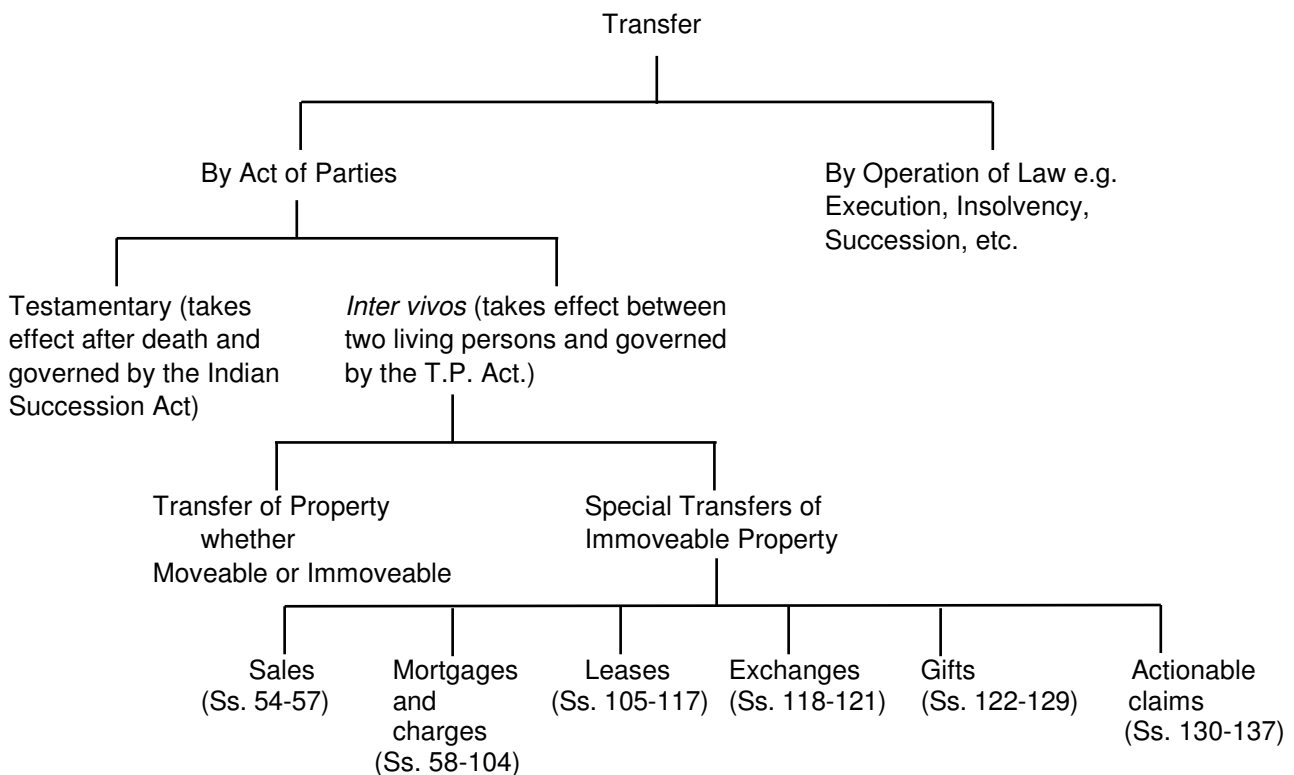 Transfer
By Act of Parties
By Operation of Law e.g.
Execution, Insolvency,
Succession, etc.
Testamentary (takes
effect after death and
governed by the Indian
Succession Act)
Inter vivos (takes effect between
two living persons and governed
by the T.P. Act.)
Transfer of Property
whether
Moveable or Immoveable
Special Transfers of
Immoveable Property
Sales
(Ss. 54-57)
Mortgages
and
charges
(Ss. 58-104)
Leases
(Ss. 105-117)
Exchanges
(Ss. 118-121)
Gifts
(Ss. 122-129)
Actionable
claims
(Ss. 130-137)